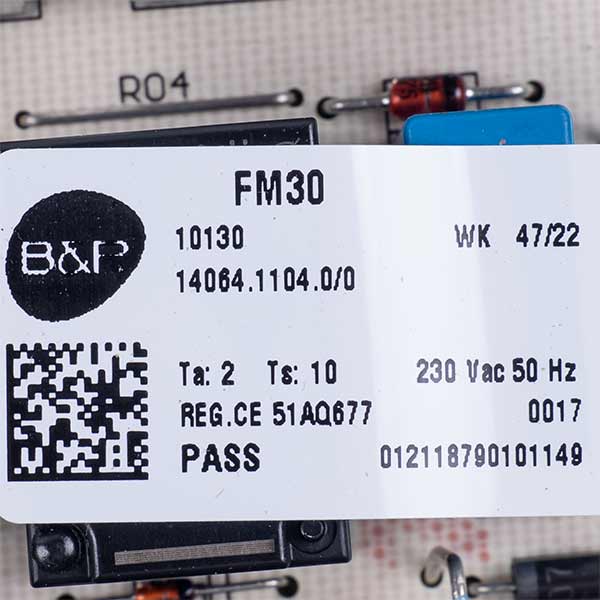 R04
FM30
B&P
10130 WK 47/22
14064.1104.0/0
Ta: 2 Ts: 10 230 Vac 50 Hz
REG.CE 51AQ677 0017
PASS 012118790101149